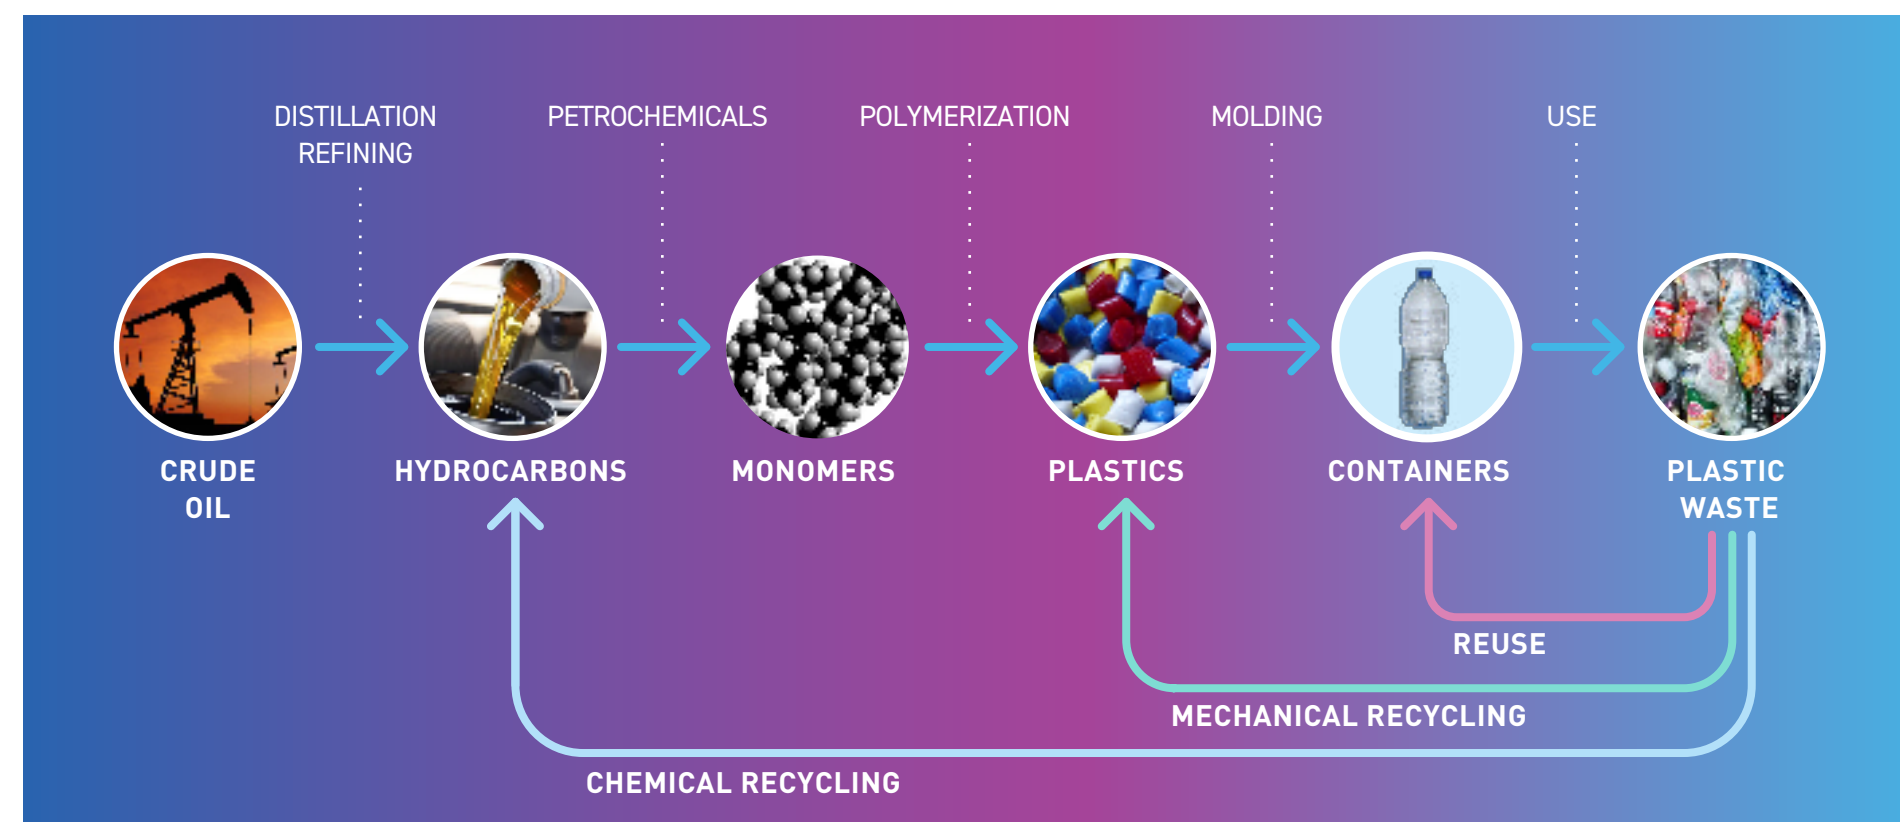 DISTILLATION
REFINING
PETROCHEMICALS
POLYMERIZATION
MOLDING
USE
CRUDE
OIL
HYDROCARBONS
MONOMERS
PLASTICS
CONTAINERS
PLASTIC
WASTE
REUSE
MECHANICAL RECYCLING
CHEMICAL RECYCLING